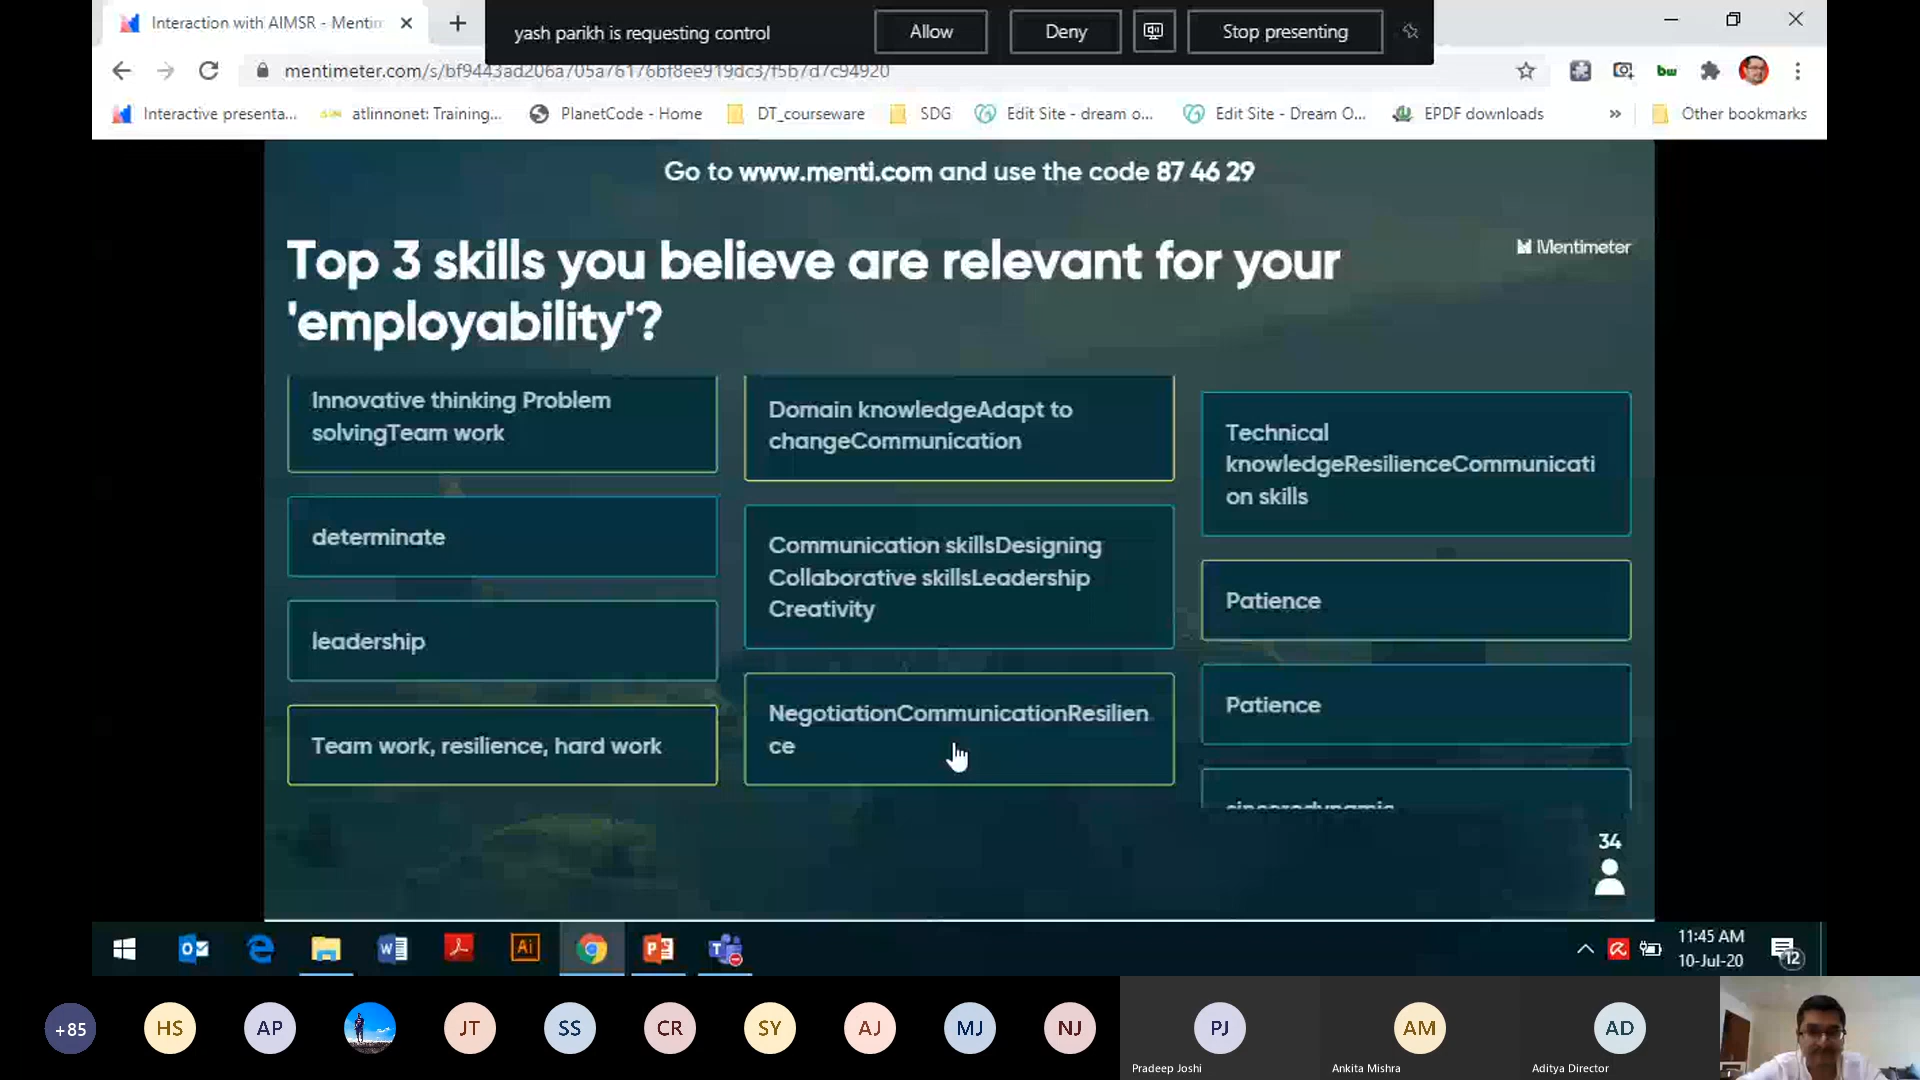 Interaction with AIMSR - Mentim
yash parikh is requesting control
Allow
Deny
Stop presenting
mentimeter.com/s/bf9443ad206a705a76176bf8ee919dc3/f5b7d7c94920
bw
Interactive presenta...
atlinnonet: Training...
PlanetCode - Home
DT_courseware
SDG
Edit Site - dream o...
Edit Site - Dream O...
EPDF downloads
»
Other bookmarks
Go to www.menti.com and use the code 87 46 29
Top 3 skills you believe are relevant for your
'employability'?
Mentimeter
Innovative thinking Problem
solvingTeam work
determinate
leadership
Team work, resilience, hard work
Domain knowledgeAdapt to
changeCommunication
Communication skillsDesigning
Collaborative skillsLeadership
Creativity
NegotiationCommunicationResilien
ce
Technical
knowledgeResilienceCommunicati
on skills
Patience
Patience
sinceredynamic
34
Ai
11:45 AM
10-Jul-20
12
+85
HS
AP
JT
SS
CR
SY
AJ
MJ
NJ
PJ
Pradeep Joshi
AM
Ankita Mishra
AD
Aditya Director